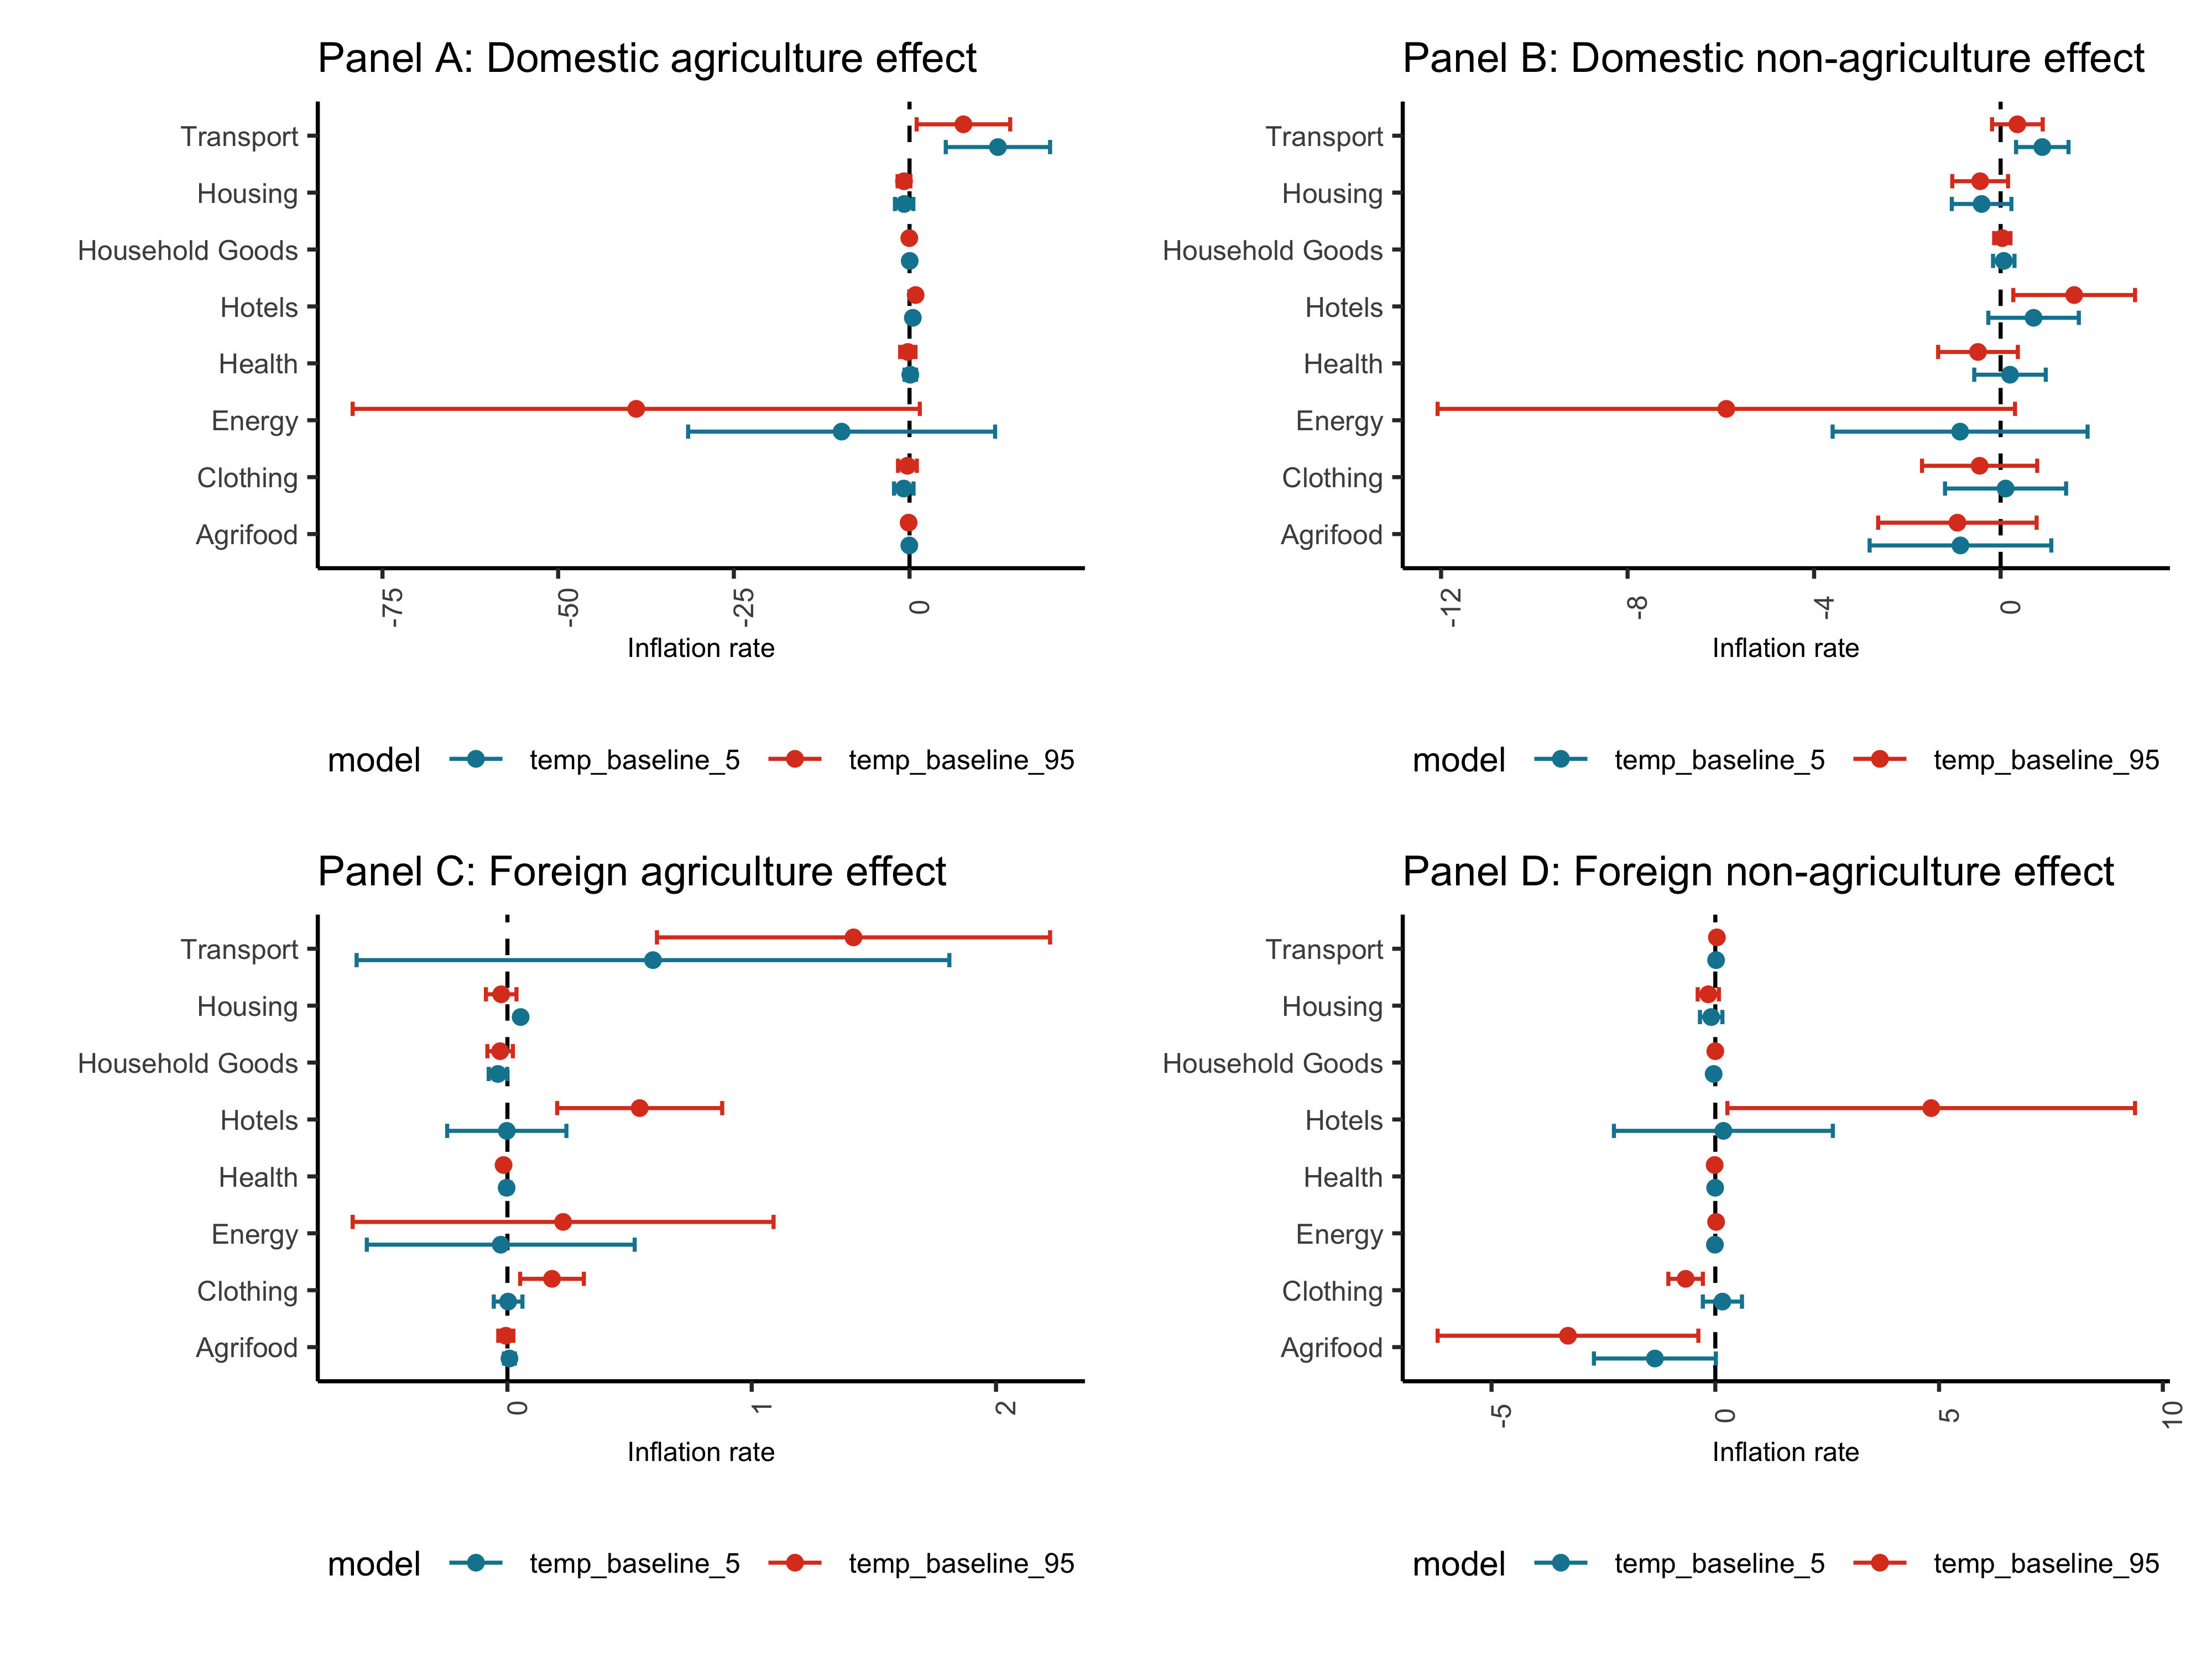 Panel A: Domestic agriculture effect
Transport
Housing
Household Goods
Hotels
Health
Energy
Clothing
Agrifood
-75
-50
-25
0
Inflation rate
model temp_baseline_5 temp_baseline_95
Panel B: Domestic non-agriculture effect
Transport
Housing
Household Goods
Hotels
Health
Energy
Clothing
Agrifood
-12
-8
-4
0
Inflation rate
model temp_baseline_5 temp_baseline_95
Panel C: Foreign agriculture effect
Transport
Housing
Household Goods
Hotels
Health
Energy
Clothing
Agrifood
0
1
2
Inflation rate
model temp_baseline_5 temp_baseline_95
Panel D: Foreign non-agriculture effect
Transport
Housing
Household Goods
Hotels
Health
Energy
Clothing
Agrifood
-5
0
5
10
Inflation rate
model temp_baseline_5 temp_baseline_95